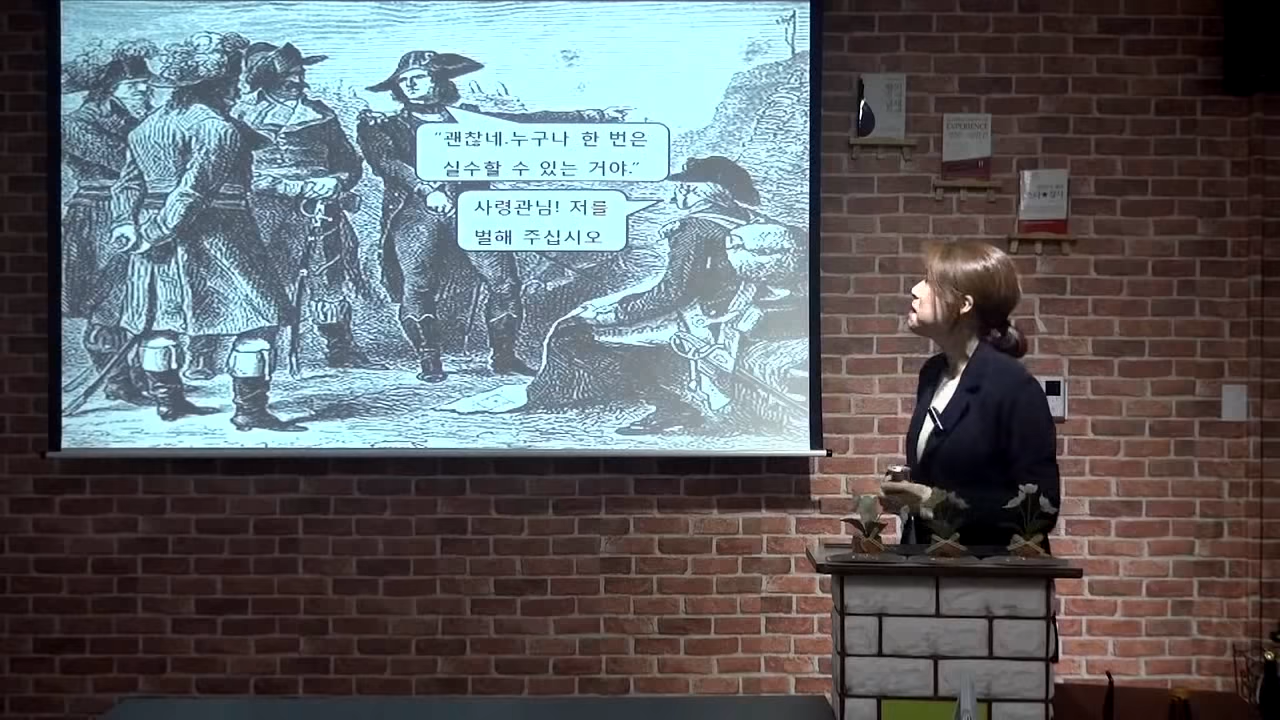 “괜찮네.누구나 한 번은
실수할 수 있는 거야.”
사령관님! 저를
벌해 주십시오
EXPERIENCE